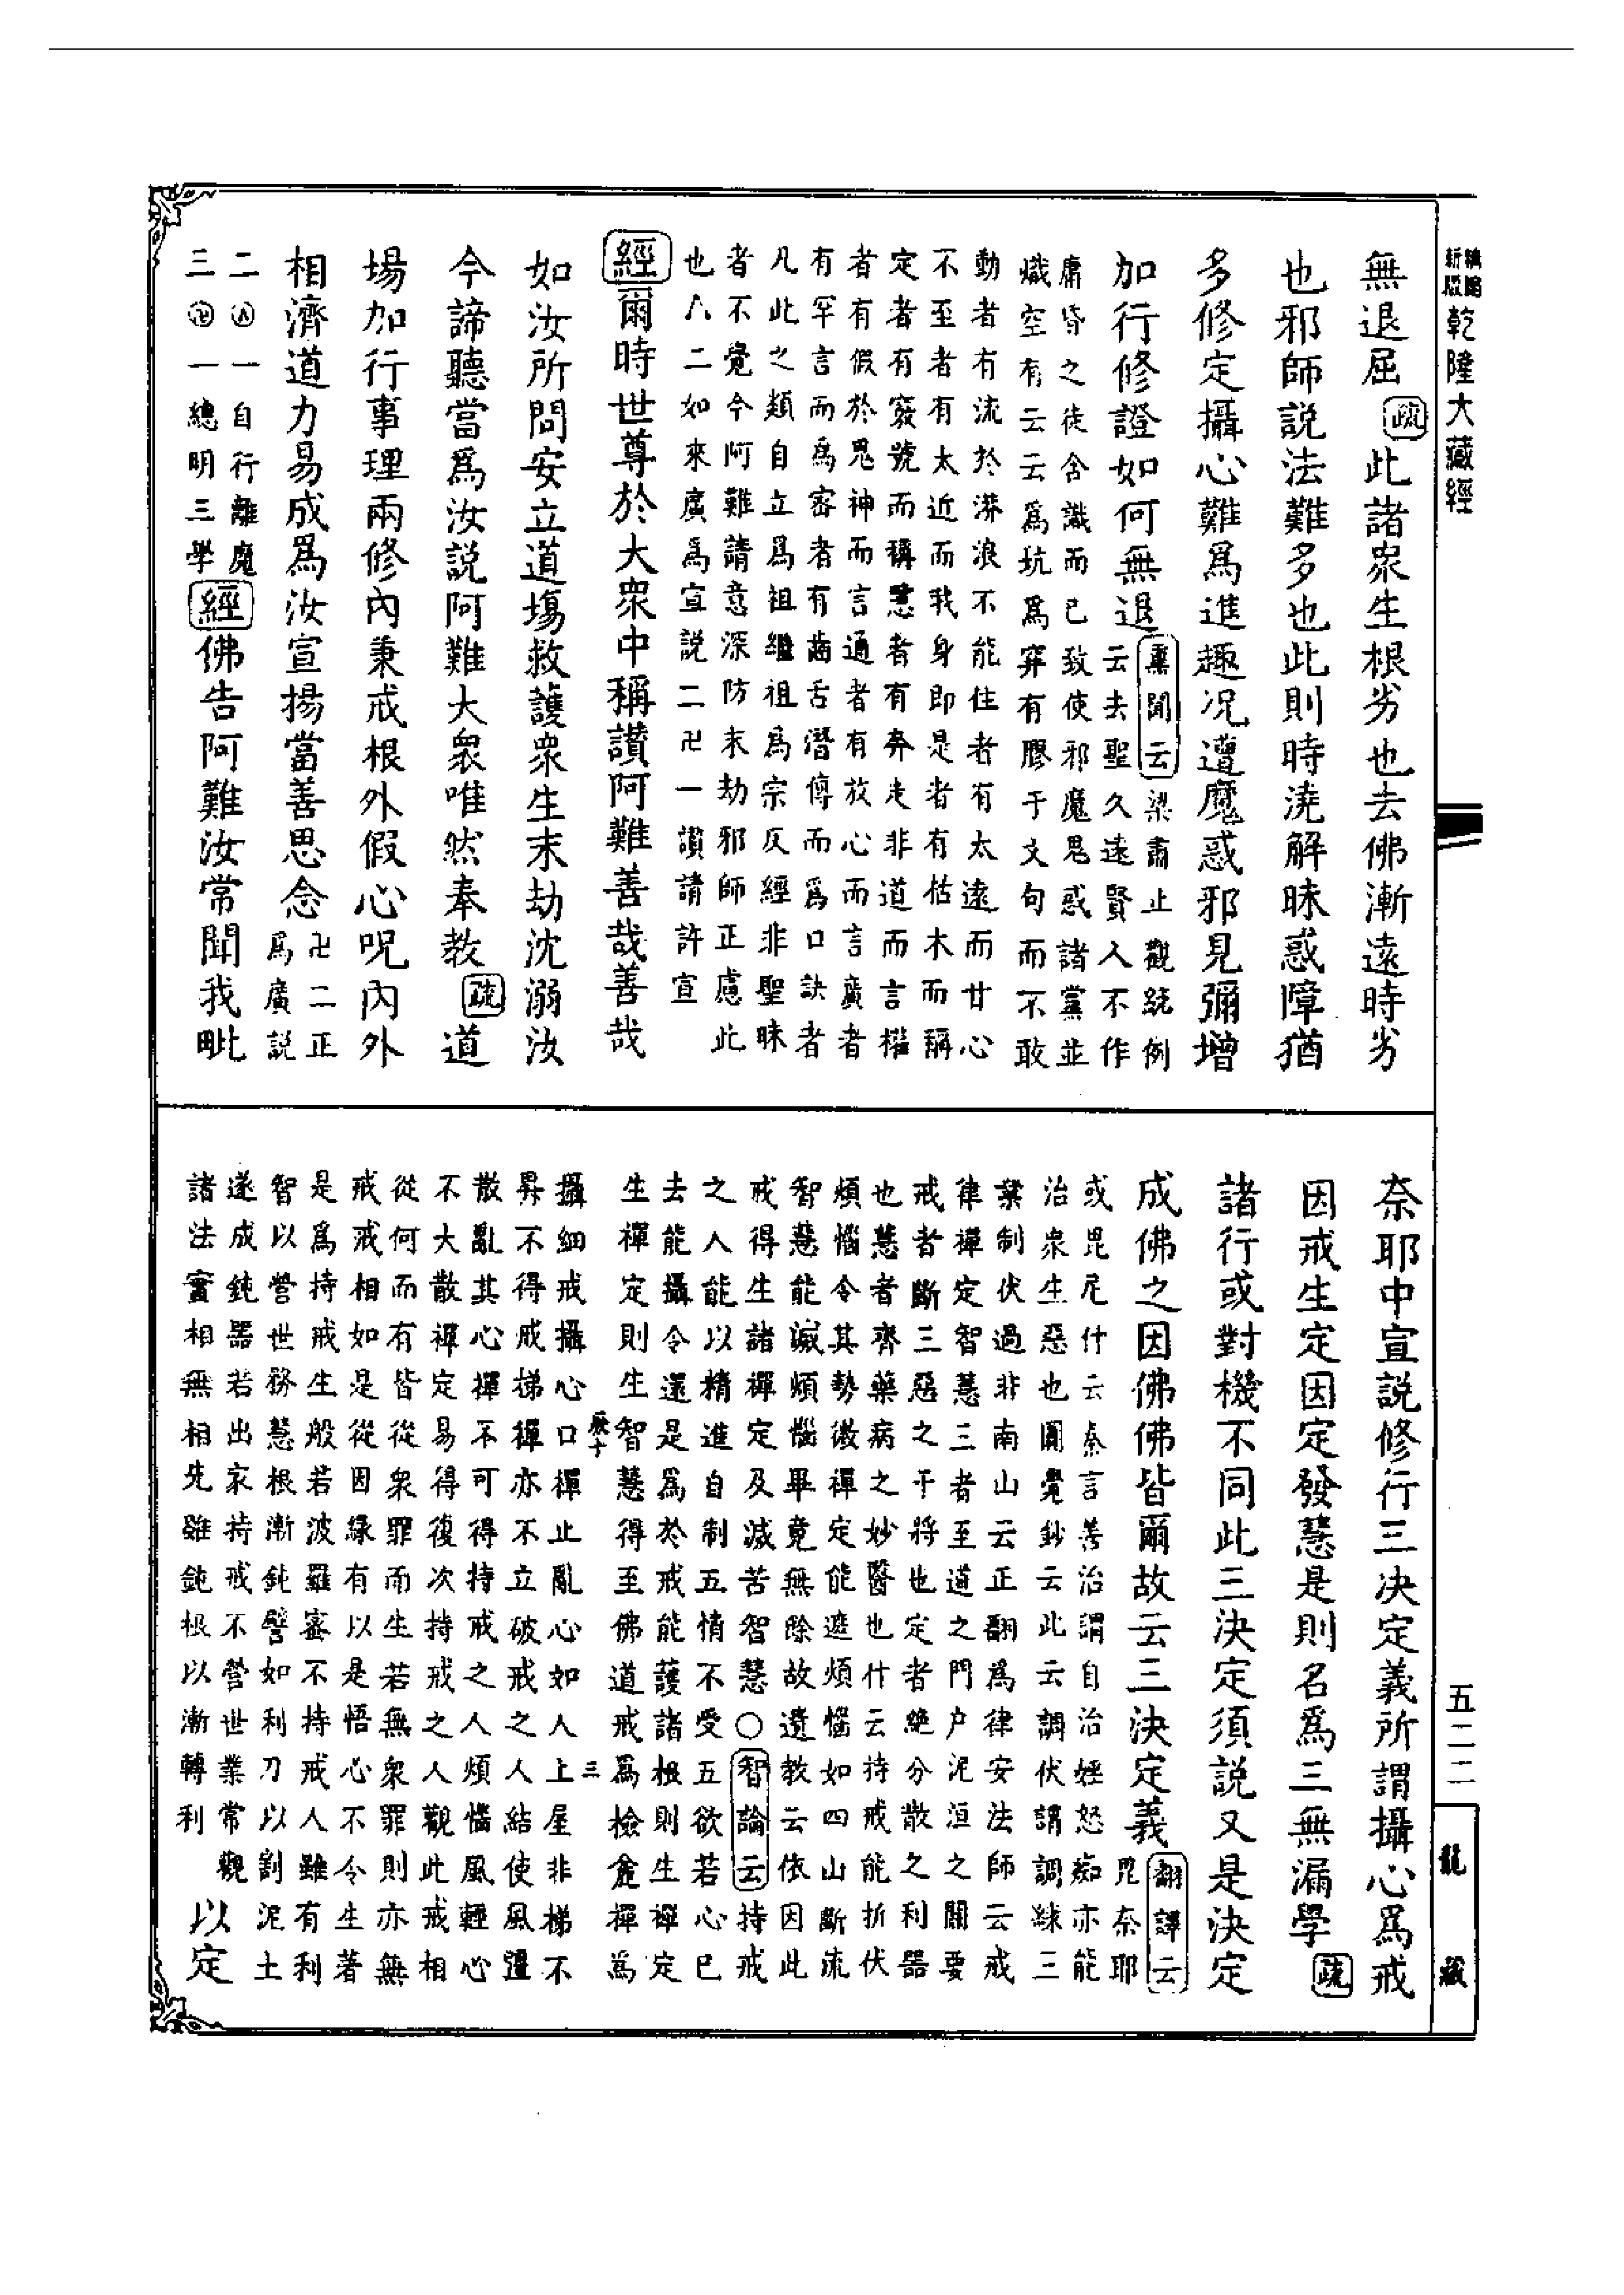 乾隆大藏經
無退屈疏此諸衆生根劣也去佛漸遠時劣
也邪師説法難多也此則時澆解昧惑障猶
多修定攝心難爲進趣况遭魔惑邪見彌增
加行修證如何無退熏聞云梁肅止觀統例
云去聖久遠賢人不作
庸昏之徒含識而已致使邪魔鬼惑諸黨並
熾空有云云爲坑爲穽有膠于文句而不敢
動者有流於漭浪不能住者有太遠而甘心
不至者有太近而我身即是者有枯木而稱
定者有竅號而稱慧者有奔走非道而言權
者有假於鬼神而言通者有放心而言廣者
有罕言而爲密者有齒舌潛傳而爲口訣者
凡此之類自立爲祖繼祖爲宗反經非聖昧
者不覺今阿難請意深防末劫邪師正慮此
也八二如來廣爲宣説二卍一讚請許宣
經爾時世尊於大衆中稱讚阿難善哉善哉
如汝所問安立道場救護衆生末劫沈溺汝
今諦聽當爲汝説阿難大衆唯然奉教疏道
場加行事理兩修内秉戒根外假心呪内外
相濟道力易成爲汝宣揚當善思念卍二正
爲廣説
二一自行離魔
三一總明三學經佛告阿難汝常聞我毗
奈耶中宣説修行三决定義所謂攝心爲戒
因戒生定因定發慧是則名爲三無漏學疏
諸行或對機不同此三決定須説又是決定
成佛之因佛佛皆爾故云三決定義翻譯云
毘奈耶
或毘尼什云秦言善治謂自治婬怒痴亦能
治衆生惡也圓覺鈔云此云調伏謂調練三
業制伏過非南山云正翻爲律安法師云戒
律禪定智慧三者至道之門户泥洹之關要
戒者斷三惡之干將也定者絶分散之利器
也慧者齊藥病之妙醫也什云持戒能折伏
煩惱令其勢微禪定能遮煩惱如四山斷流
智慧能滅煩惱畢竟無除故遺教云依因此
戒得生諸禪定及滅苦智慧〇智論云持戒
之人能以精進自制五情不受五欲若心已
去能攝令還是爲於戒能護諸根則生禪定
生禪定則生智慧得至佛道戒爲檢麄禪爲
攝細戒攝心口禪止亂心如人上屋非梯不
昇不得戒梯禪亦不立破戒之人結使風彊
散亂其心禪不可得持戒之人煩惱風輕心
不大散禪定易得復次持戒之人觀此戒相
從何而有皆從衆罪而生若無衆罪則亦無
戒戒相如是從因緣有以是悟心不令生著
是爲持戒生般若波羅蜜不持戒人雖有利
智以營世務慧根漸鈍譬如利刀以割泥土
遂成鈍器若出家持戒不營世業常觀
諸法實相無相先雖鈍根以漸轉利以定
五二二
龍藏